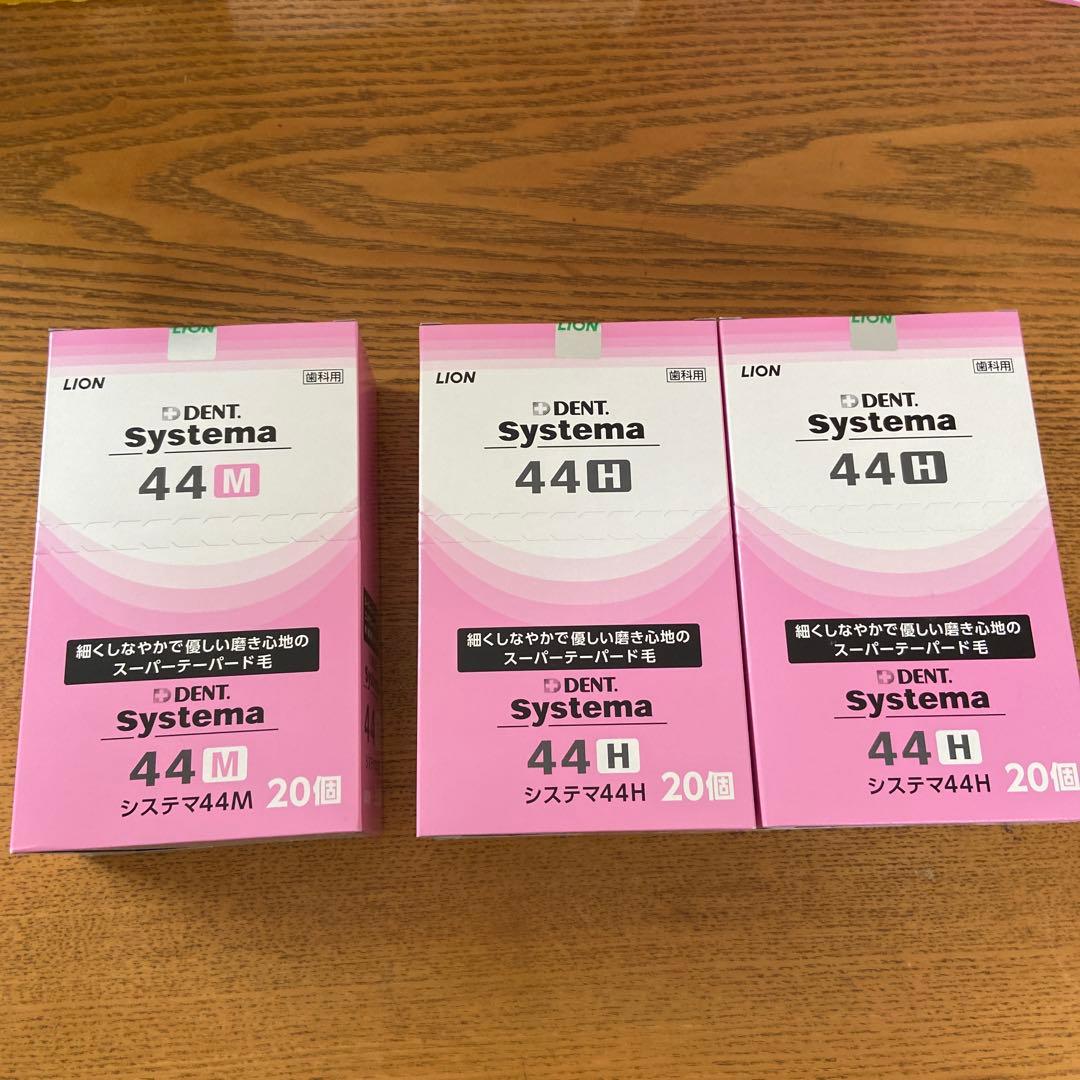 LION
LION
歯科用
DENT.
Systema
44 M
細くしなやかで優しい磨き心地の
スーパーテーパード毛
DENT.
Systema
44 M
システマ44M
20個
LION
LION
歯科用
DENT.
Systema
44 H
細くしなやかで優しい磨き心地の
スーパーテーパード毛
DENT.
Systema
44 H
システマ44H
20個
LION
LION
歯科用
DENT.
Systema
44 H
細くしなやかで優しい磨き心地の
スーパーテーパード毛
DENT.
Systema
44 H
システマ44H
20個